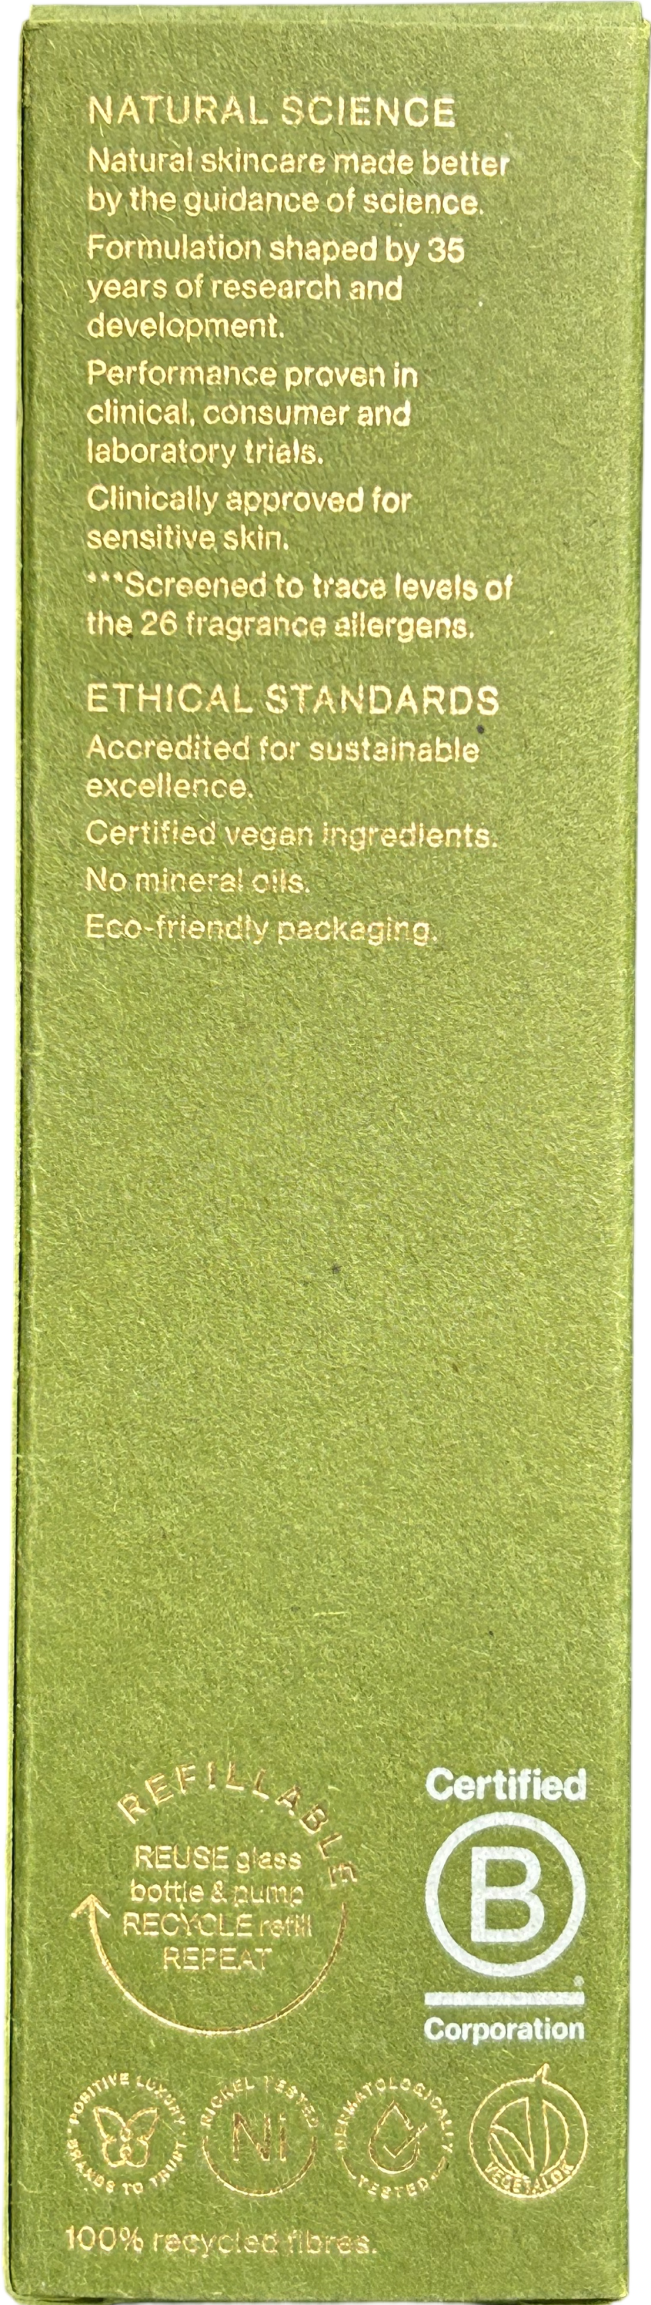 NATURAL SCIENCE
Natural skincare made better
by the guidance of science.
Formulation shaped by 35
years of research and
development.
Performance proven in
clinical, consumer and
laboratory trials.
Clinically approved for
sensitive skin.
***Screened to trace levels of
the 26 fragrance allergens.
ETHICAL STANDARDS
Accredited for sustainable
excellence.
Certified vegan ingredients.
No mineral oils.
Eco-friendly packaging.
REFILLABLE
REUSE glass
bottle & pump
RECYCLE refill
REPEAT
Certified
B
®
Corporation
POSITIVE LUXURY
BRANDS TO TRUST
NICKEL TESTED
Ni
DERMATOLOGICALLY
TESTED
VEGETALOK
100% recycled fibres.